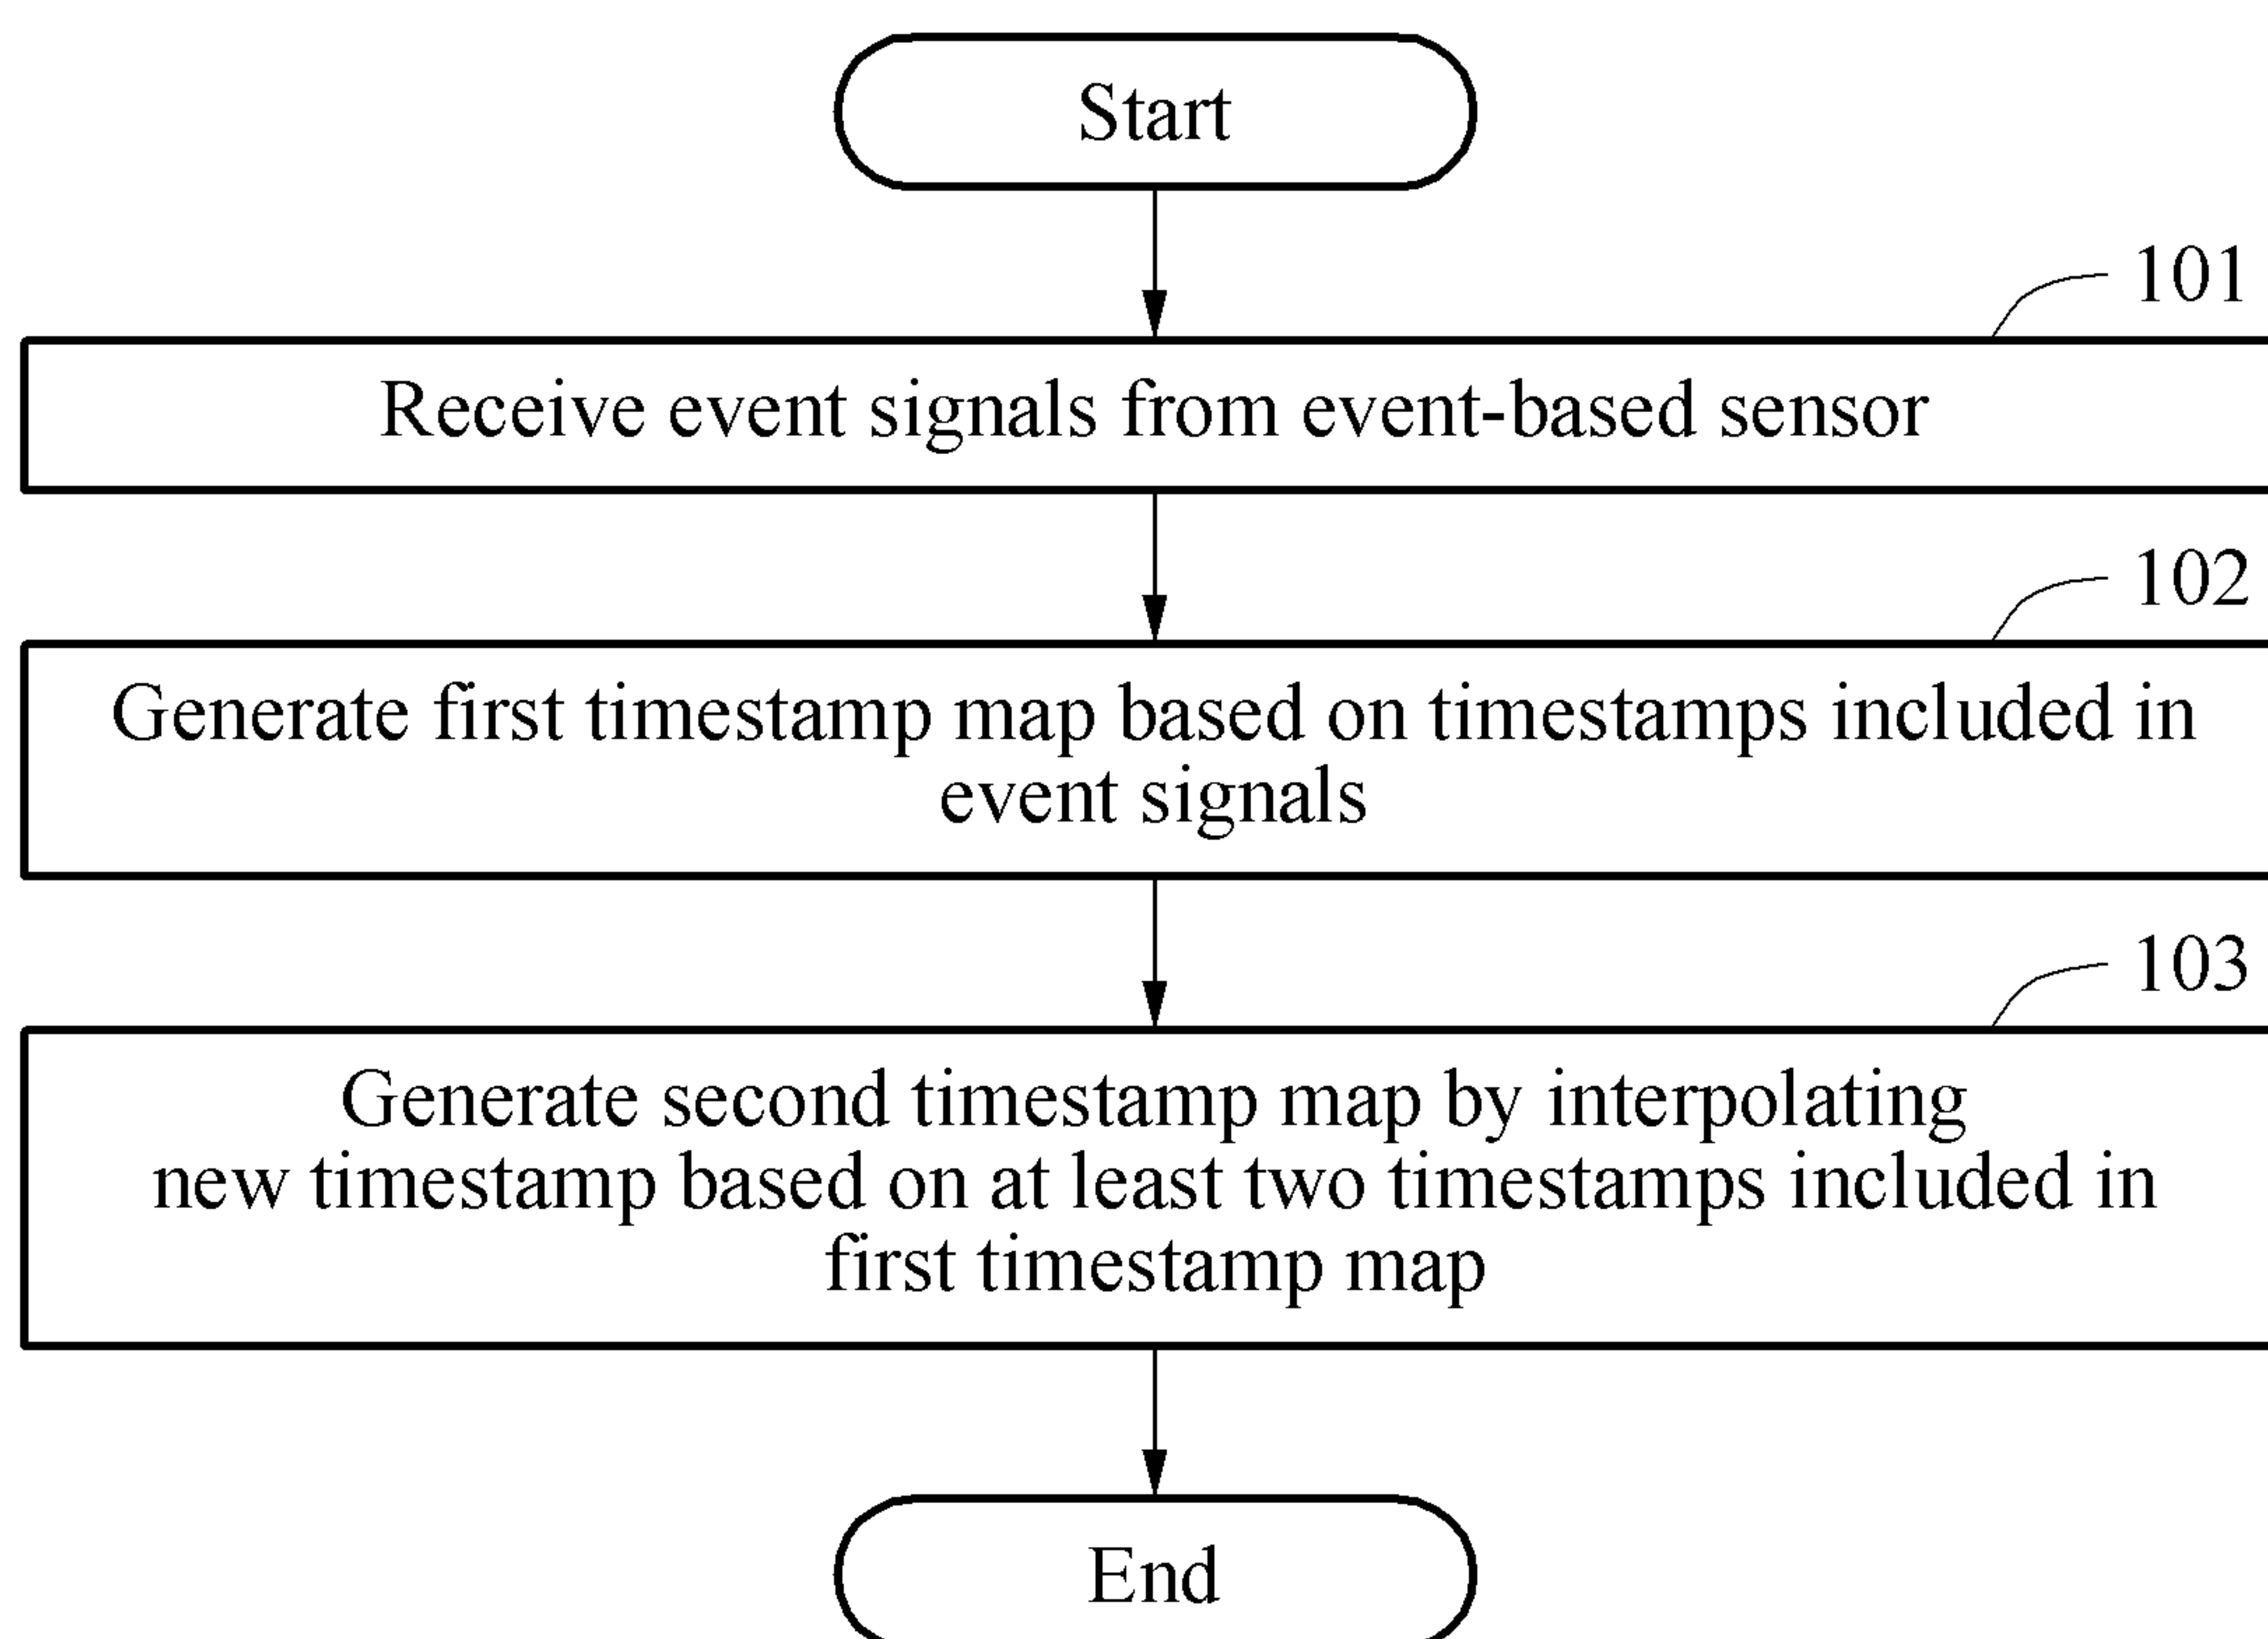 Start
101
Receive event signals from event-based sensor
102
Generate first timestamp map based on timestamps included in
event signals
103
Generate second timestamp map by interpolating
new timestamp based on at least two timestamps included in
first timestamp map
End